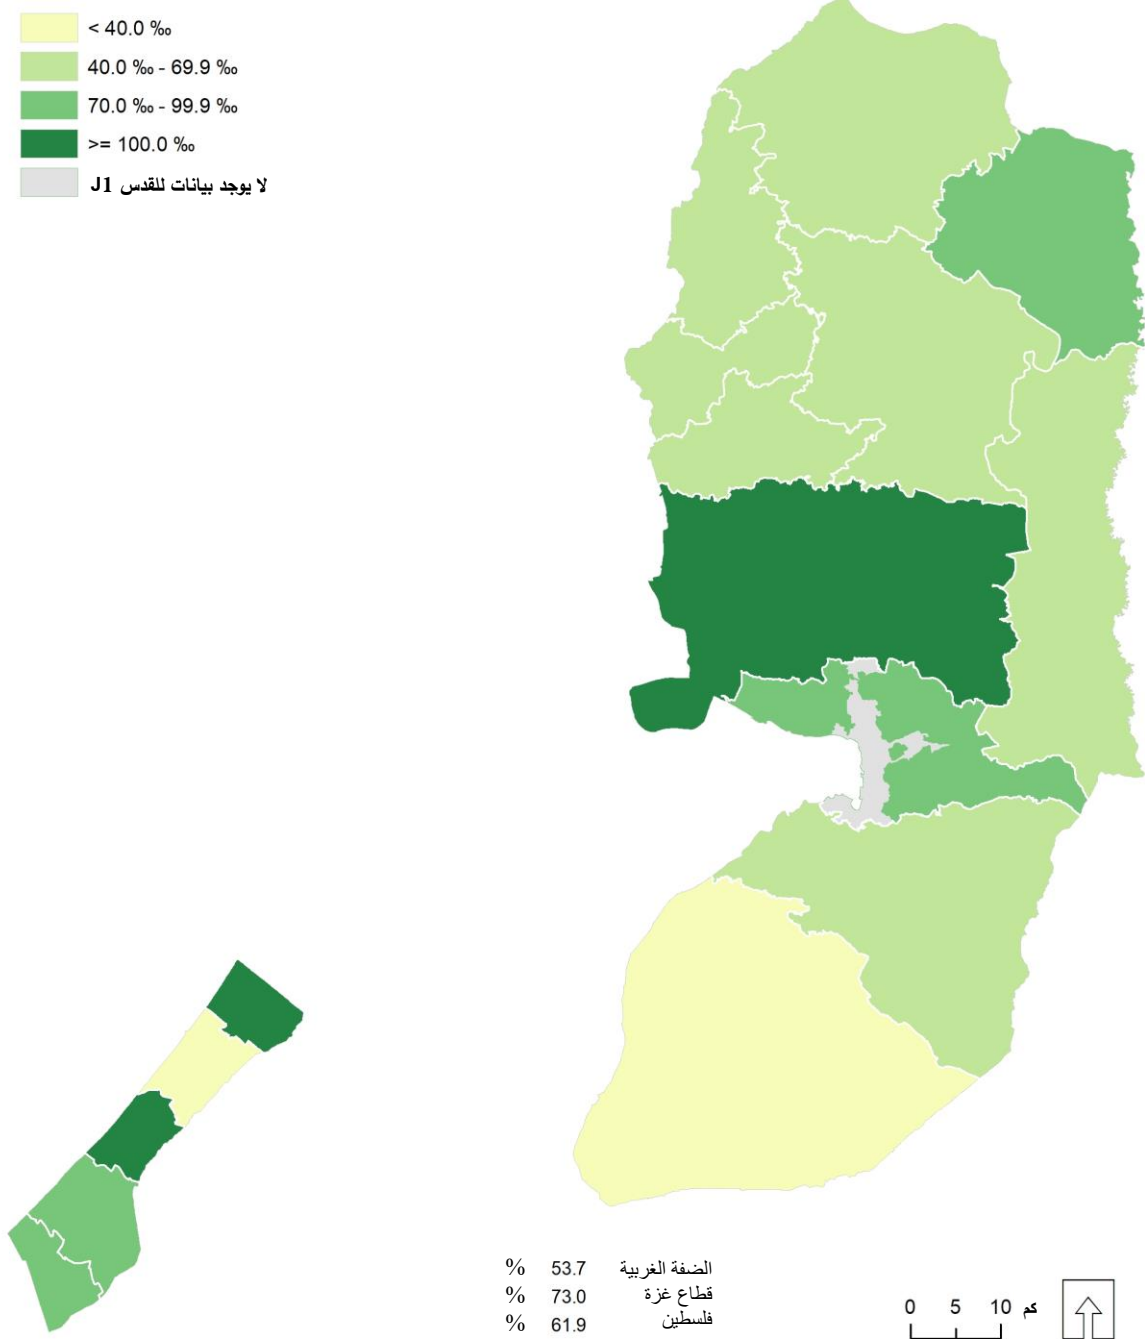 < 40.0 ‰
40.0 ‰ - 69.9 ‰
70.0 ‰ - 99.9 ‰
>= 100.0 ‰
لا يوجد بيانات للقدس J1
الضفة الغربية 53.7 %
قطاع غزة 73.0 %
فلسطين 61.9 %
0 5 10 كم